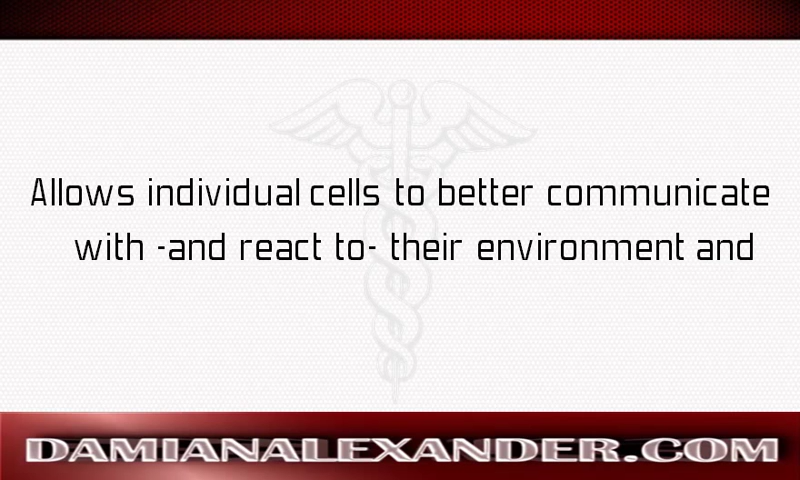 Allows individual cells to better communicate
with -and react to- their environment and
DAMIANALEXANDER.COM